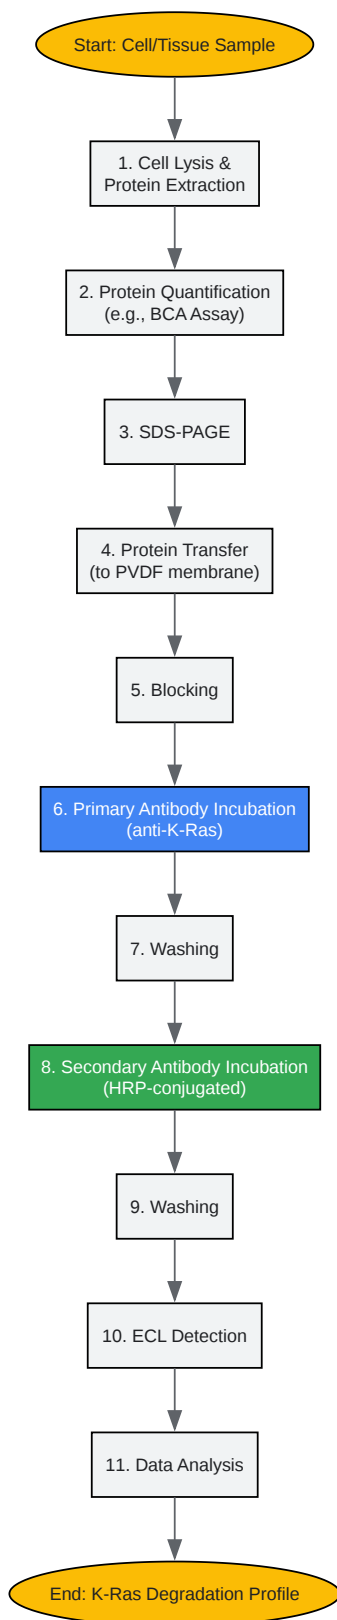 Start: Cell/Tissue Sample
1. Cell Lysis &
Protein Extraction
2. Protein Quantification
(e.g., BCA Assay)
3. SDS-PAGE
4. Protein Transfer
(to PVDF membrane)
5. Blocking
6. Primary Antibody Incubation
(anti-K-Ras)
7. Washing
8. Secondary Antibody Incubation
(HRP-conjugated)
9. Washing
10. ECL Detection
11. Data Analysis
End: K-Ras Degradation Profile